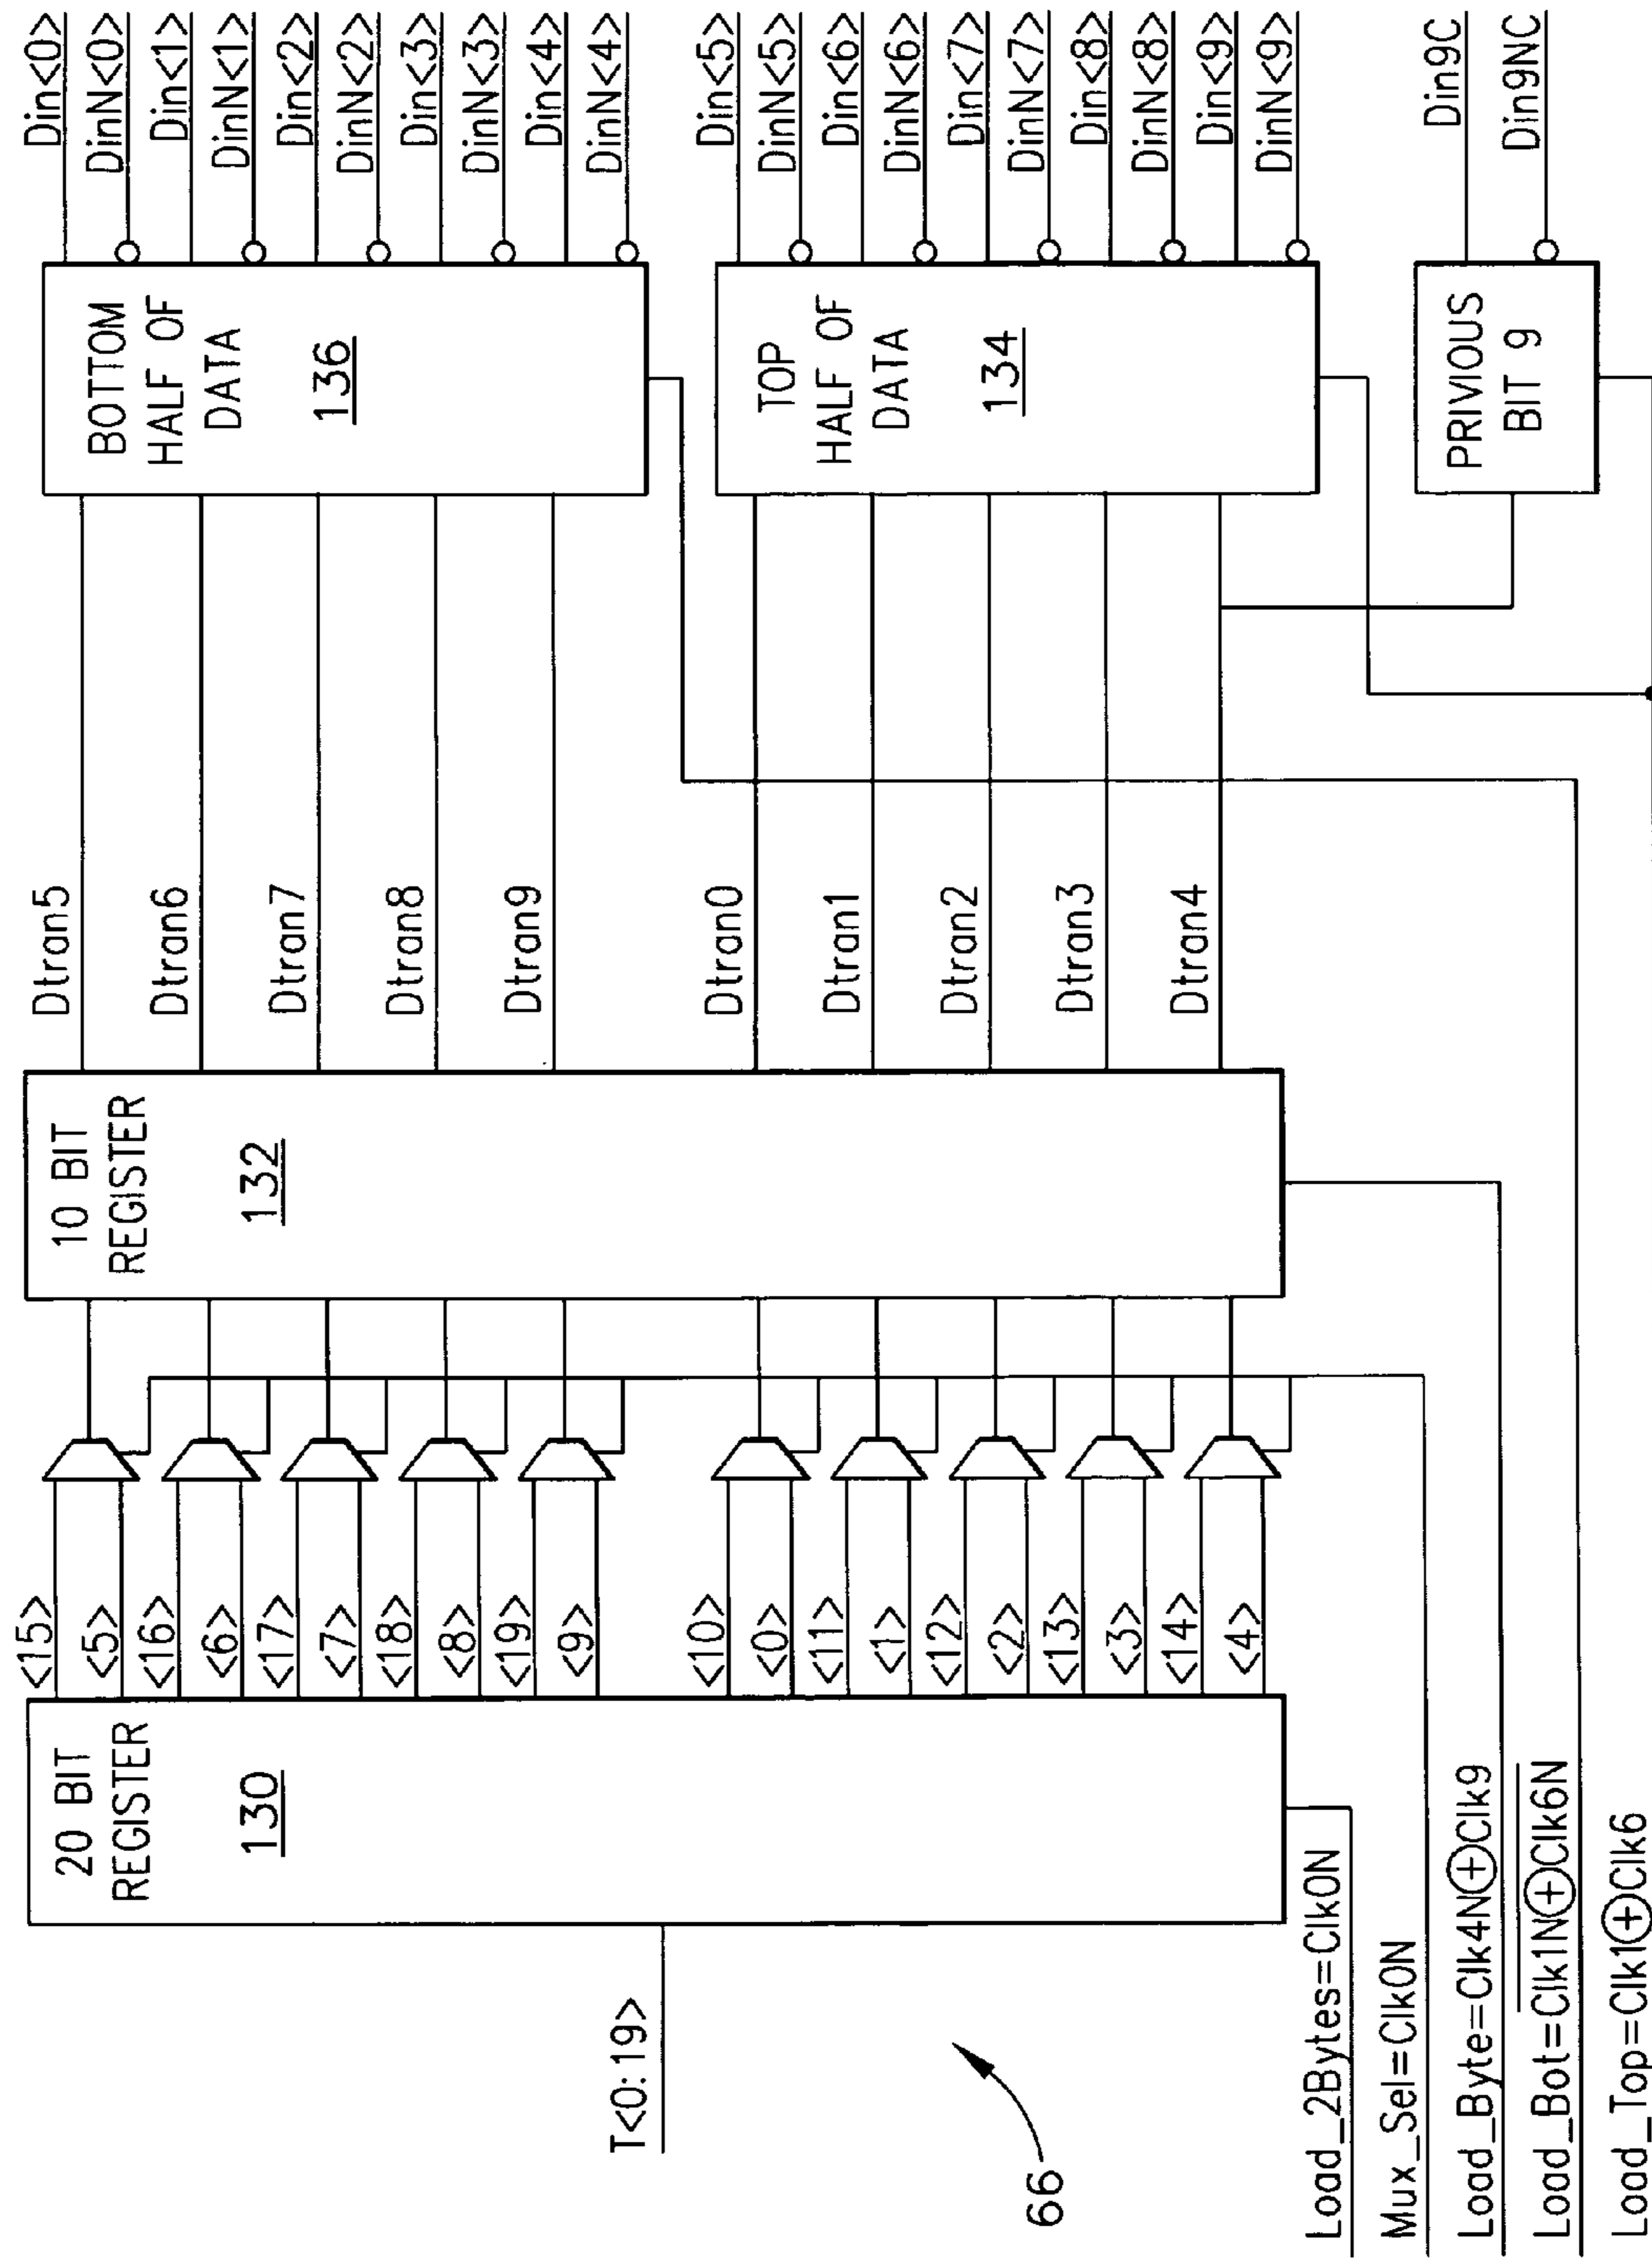 20 BIT
REGISTER
130
T<0:19>
66
<15>
<5>
<16>
<6>
<17>
<7>
<18>
<8>
<19>
<9>
<10>
<0>
<11>
<1>
<12>
<2>
<13>
<3>
<14>
<4>
10 BIT
REGISTER
132
Dtran5
Dtran6
Dtran7
Dtran8
Dtran9
Dtran0
Dtran1
Dtran2
Dtran3
Dtran4
BOTTOM
HALF OF
DATA
136
TOP
HALF OF
DATA
134
PRIVIOUS
BIT 9
Din<0>
DinN<0>
Din<1>
DinN<1>
Din<2>
DinN<2>
Din<3>
DinN<3>
Din<4>
DinN<4>
Din<5>
DinN<5>
Din<6>
DinN<6>
Din<7>
DinN<7>
Din<8>
DinN<8>
Din<9>
DinN<9>
Din9C
Din9NC
Load_2Bytes=Clk0N
Mux_Sel=Clk0N
Load_Byte=Clk4N⊕Clk9
Load_Bot=Clk1N⊕Clk6N
Load_Top=Clk1⊕Clk6